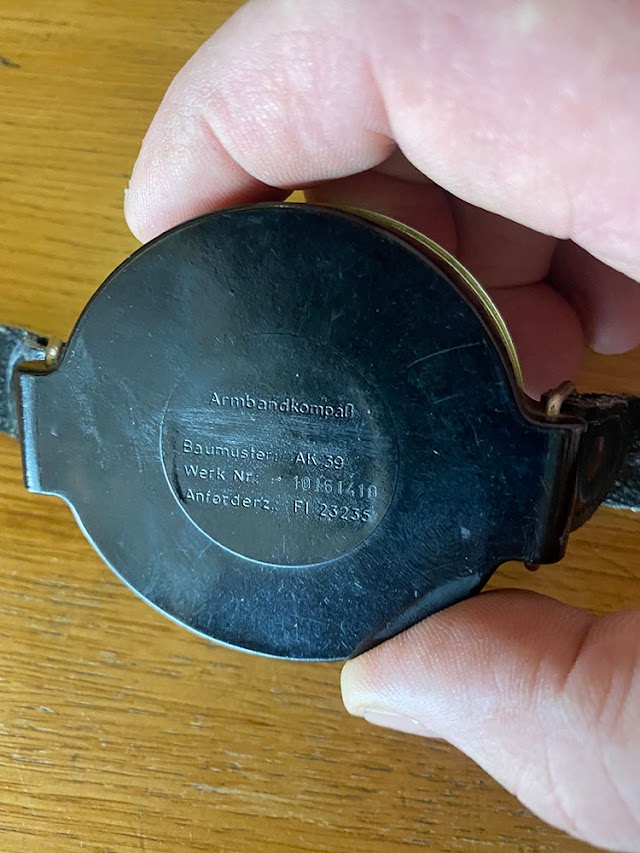 Armbandkompaß
Baumuster: AK 39
Werk Nr. - 10161410
Anforderz. Fl 23235